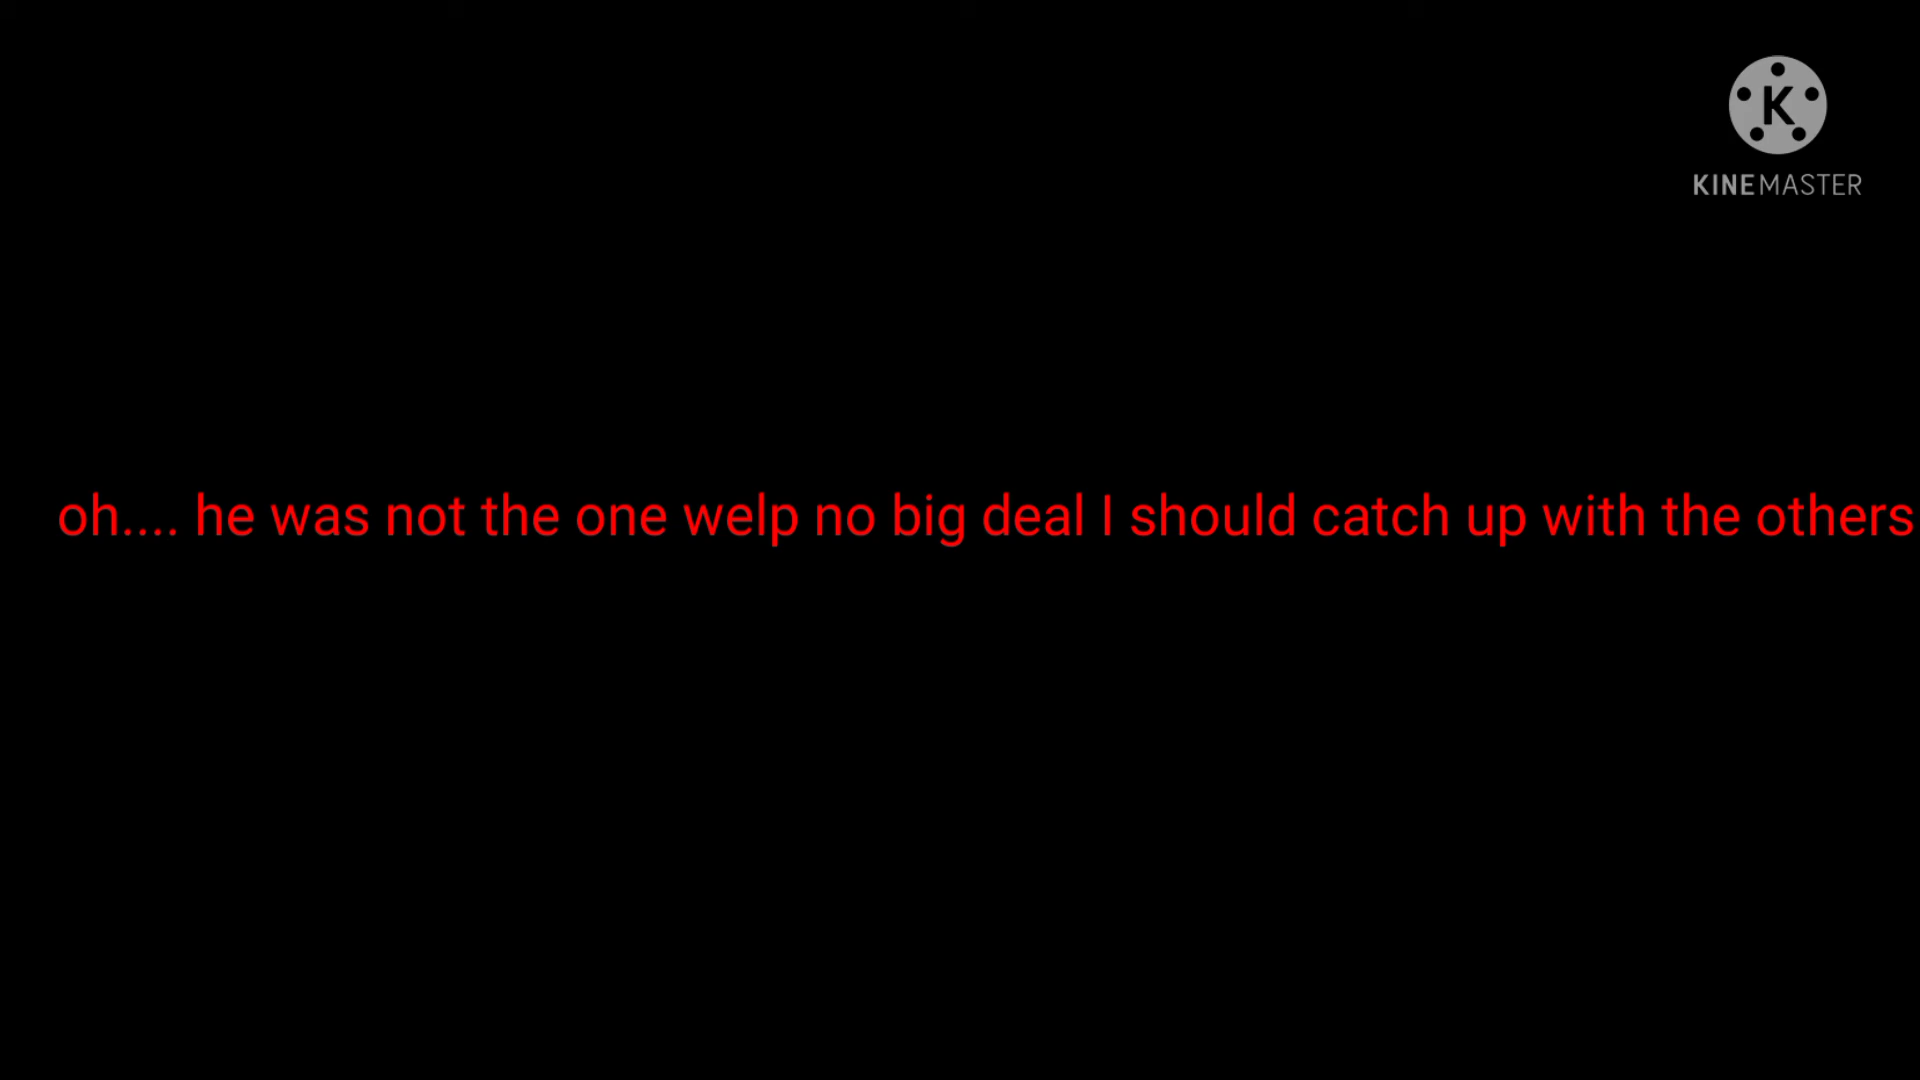 K
KINEMASTER
oh.... he was not the one welp no big deal I should catch up with the others